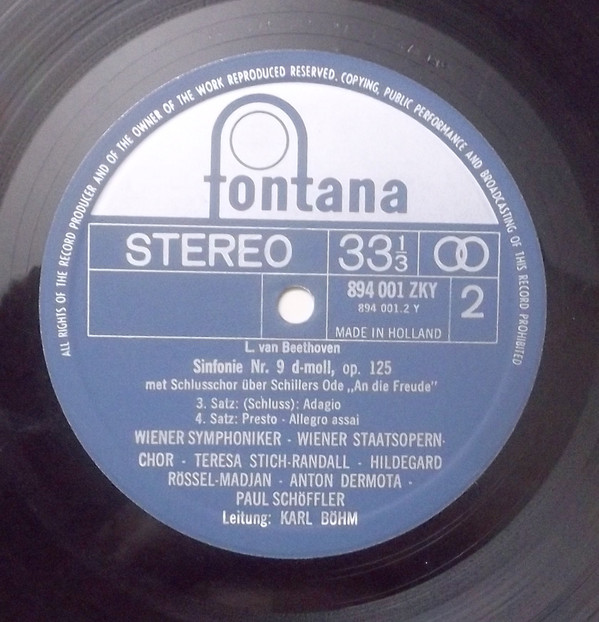 ALL RIGHTS OF THE RECORD PRODUCER AND OF THE OWNER OF THE WORK REPRODUCED RESERVED. COPYING, PUBLIC PERFORMANCE AND BROADCASTING OF THIS RECORD PROHIBITED
fontana
STEREO 33 1/3
894 001 ZKY 2
894 001.2 Y
MADE IN HOLLAND
L. van Beethoven
Sinfonie Nr. 9 d-moll, op. 125
met Schlusschor über Schillers Ode „An die Freude”
3. Satz: (Schluss): Adagio
4. Satz: Presto - Allegro assai
WIENER SYMPHONIKER - WIENER STAATSOPERN-
CHOR - TERESA STICH-RANDALL - HILDEGARD
RÖSSEL-MADJAN - ANTON DERMOTA -
PAUL SCHÖFFLER
Leitung: KARL BÖHM